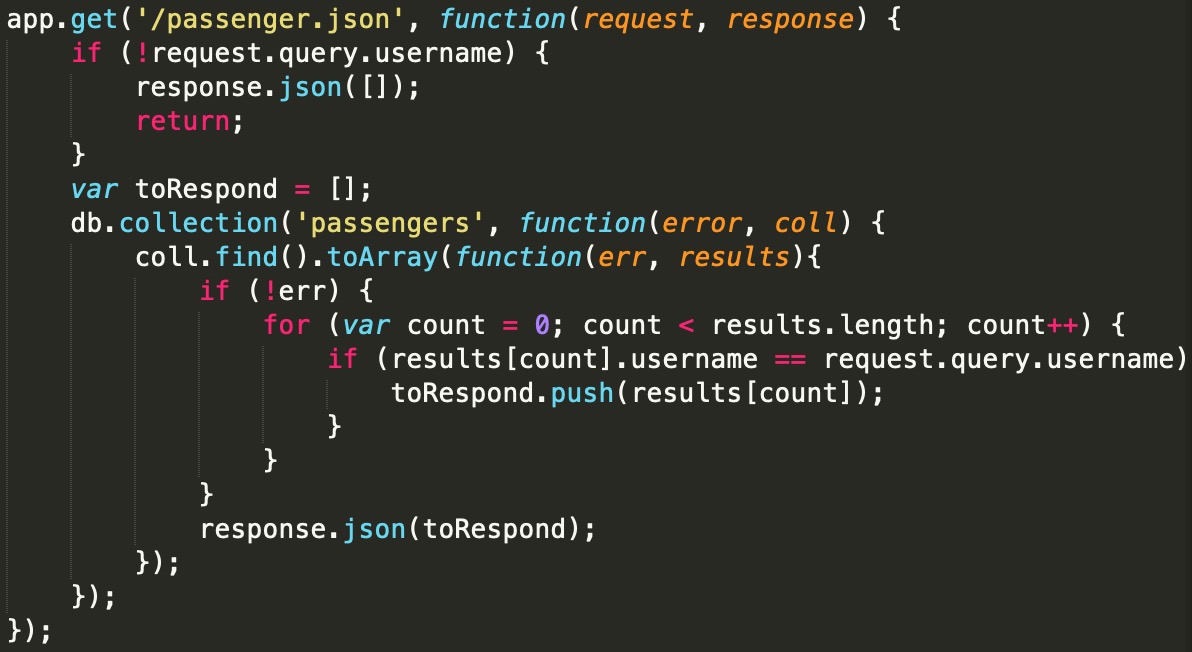 app.get('/passenger.json', function(request, response) {
    if (!request.query.username) {
        response.json([]);
        return;
    }
    var toRespond = [];
    db.collection('passengers', function(error, coll) {
        coll.find().toArray(function(err, results){
            if (!err) {
                for (var count = 0; count < results.length; count++) {
                    if (results[count].username == request.query.username)
                        toRespond.push(results[count]);
                    }
                }
            }
            response.json(toRespond);
        });
    });
});